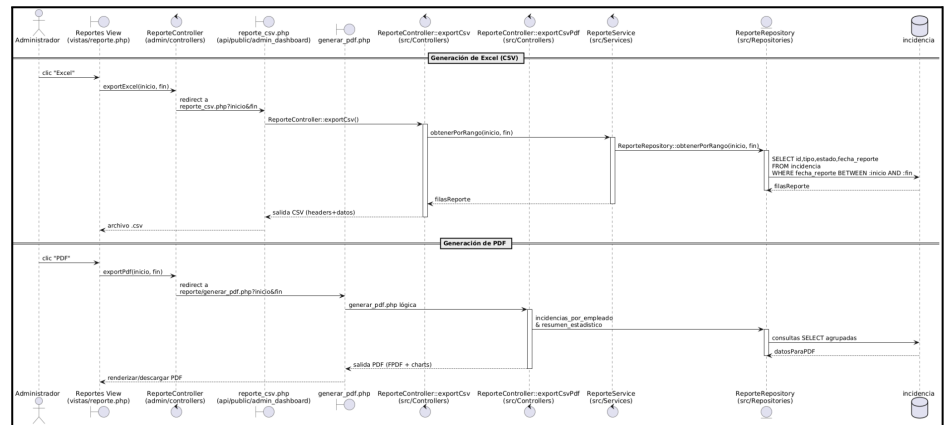 Administrador
Reportes View
(vistas/reporte.php)
ReporteController
(admin/controllers)
reporte_csv.php
(api/public/admin_dashboard)
generar_pdf.php
ReporteController::exportCsv
(src/Controllers)
ReporteController::exportCsvPdf
(src/Controllers)
ReporteService
(src/Services)
ReporteRepository
(src/Repositories)
incidencia
Generación de Excel (CSV)
clic "Excel"
exportExcel(inicio, fin)
redirect a
reporte_csv.php?inicio&fin
ReporteController::exportCsv()
obtenerPorRango(inicio, fin)
ReporteRepository::obtenerPorRango(inicio, fin)
SELECT id,tipo,estado,fecha_reporte
FROM incidencia
WHERE fecha_reporte BETWEEN :inicio AND :fin
filasReporte
filasReporte
salida CSV (headers+datos)
archivo .csv
Generación de PDF
clic "PDF"
exportPdf(inicio, fin)
redirect a
reporte/generar_pdf.php?inicio&fin
generar_pdf.php lógica
incidencias_por_empleado
& resumen_estadistico
consultas SELECT agrupadas
datosParaPDF
salida PDF (FPDF + charts)
renderizar/descargar PDF
Administrador
Reportes View
(vistas/reporte.php)
ReporteController
(admin/controllers)
reporte_csv.php
(api/public/admin_dashboard)
generar_pdf.php
ReporteController::exportCsv
(src/Controllers)
ReporteController::exportCsvPdf
(src/Controllers)
ReporteService
(src/Services)
ReporteRepository
(src/Repositories)
incidencia